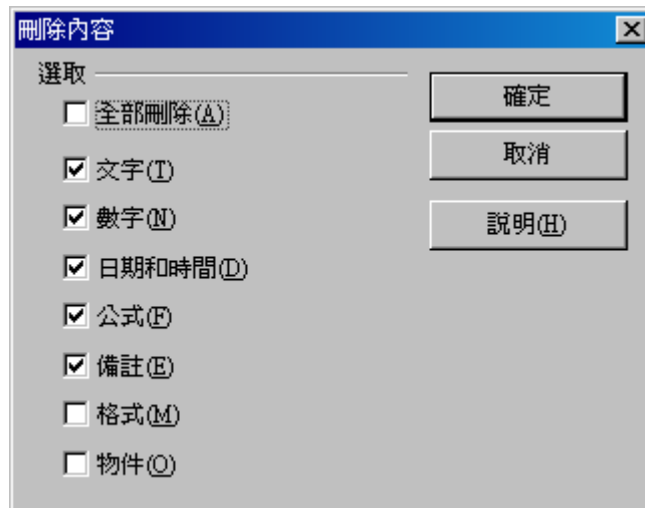 刪除內容
選取
全部刪除(A)
文字(T)
數字(N)
日期和時間(D)
公式(F)
備註(E)
格式(M)
物件(O)
確定
取消
說明(H)